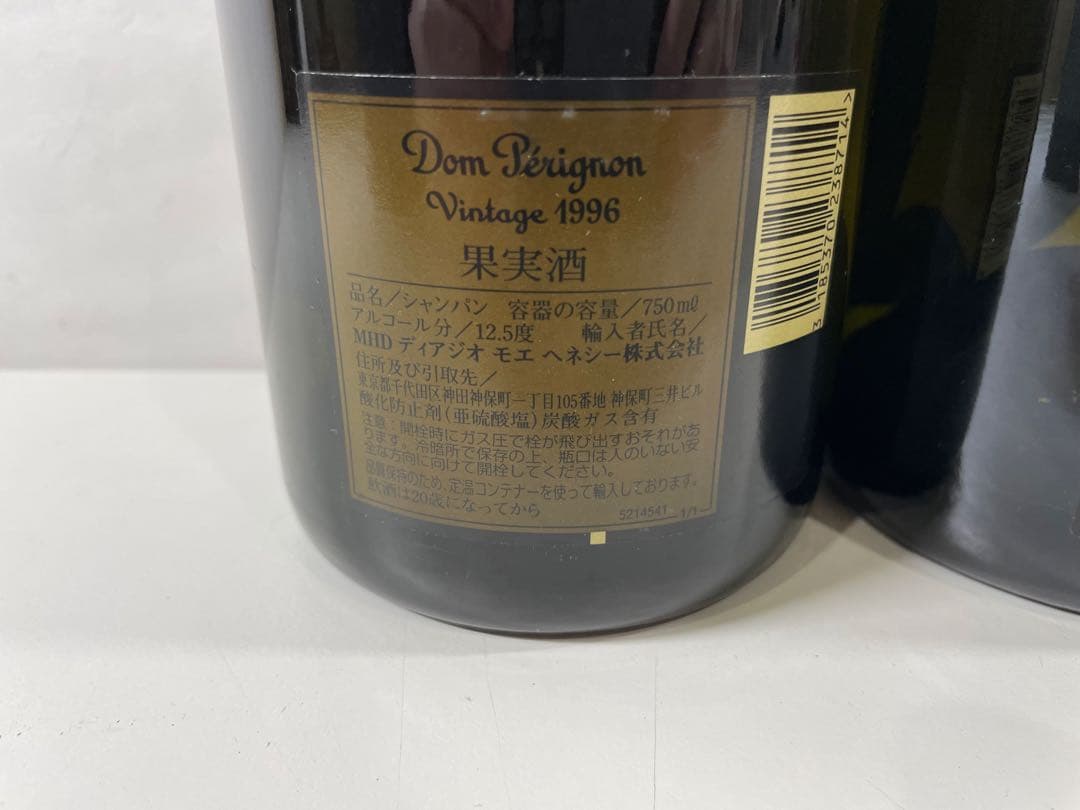 Dom Pérignon
Vintage 1996
果実酒
品名／シャンパン 容器の容量／750mℓ
アルコール分／12.5度 輸入者氏名／
MHD ディアジオ モエ ヘネシー株式会社
住所及び引取先／
東京都千代田区神田神保町一丁目105番地 神保町三井ビル
酸化防止剤(亜硫酸塩)炭酸ガス含有
注意：開栓時にガス圧で栓が飛び出すおそれがあ
ります。冷暗所で保存の上、瓶口は人のいない安
全な方向に向けて開栓してください。
品質保持のため、定温コンテナーを使って輸入しております。
飲酒は20歳になってから
5214541 1/1
3 185370 238714>